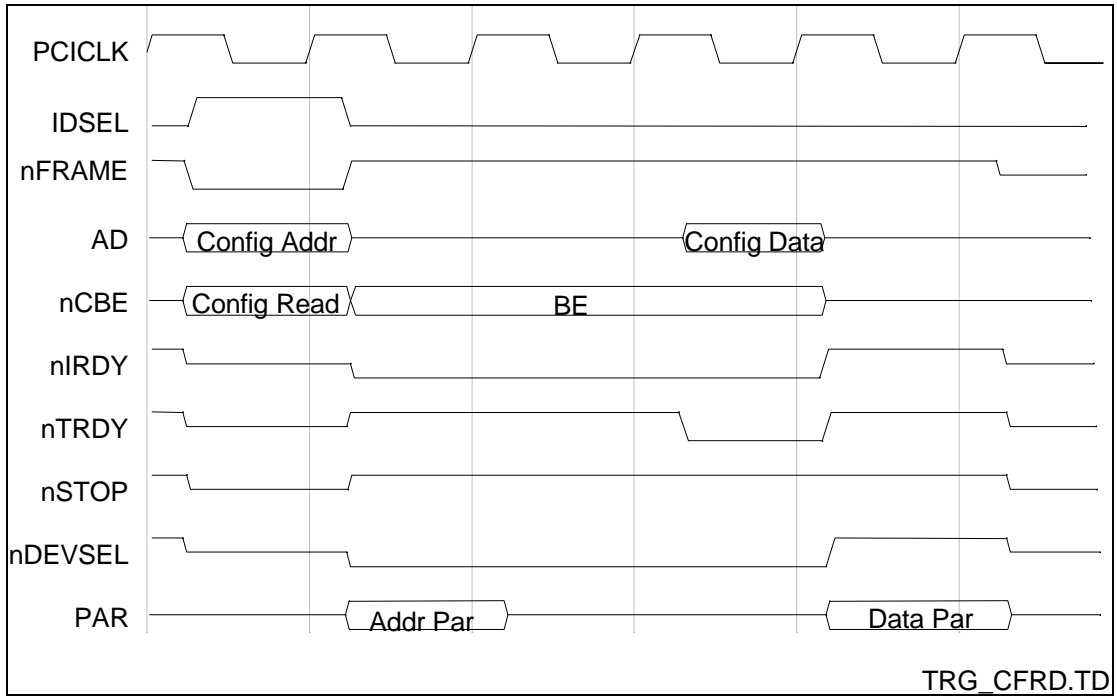 PCICLK
IDSEL
nFRAME
AD Config Addr Config Data
nCBE Config Read BE
nIRDY
nTRDY
nSTOP
nDEVSEL
PAR Addr Par Data Par
TRG_CFRD.TD